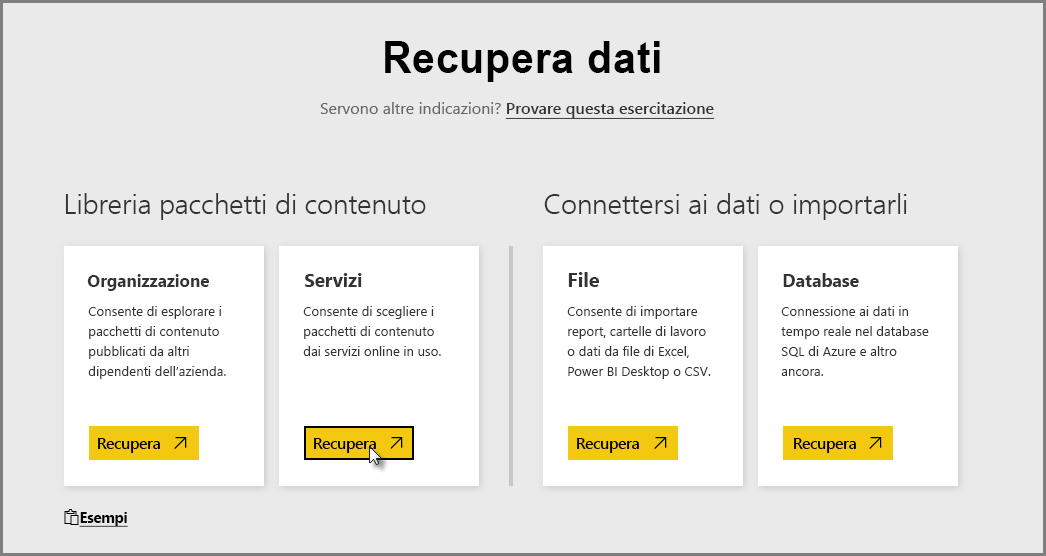 Recupera dati
Servono altre indicazioni? Provare questa esercitazione
Libreria pacchetti di contenuto
Organizzazione
Consente di esplorare i
pacchetti di contenuto
pubblicati da altri
dipendenti dell'azienda.
Recupera
Servizi
Consente di scegliere i
pacchetti di contenuto
dai servizi online in uso.
Recupera
Connettersi ai dati o importarli
File
Consente di importare
report, cartelle di lavoro
o dati da file di Excel,
Power BI Desktop o CSV.
Recupera
Database
Connessione ai dati in
tempo reale nel database
SQL di Azure e altro
ancora.
Recupera
Esempi